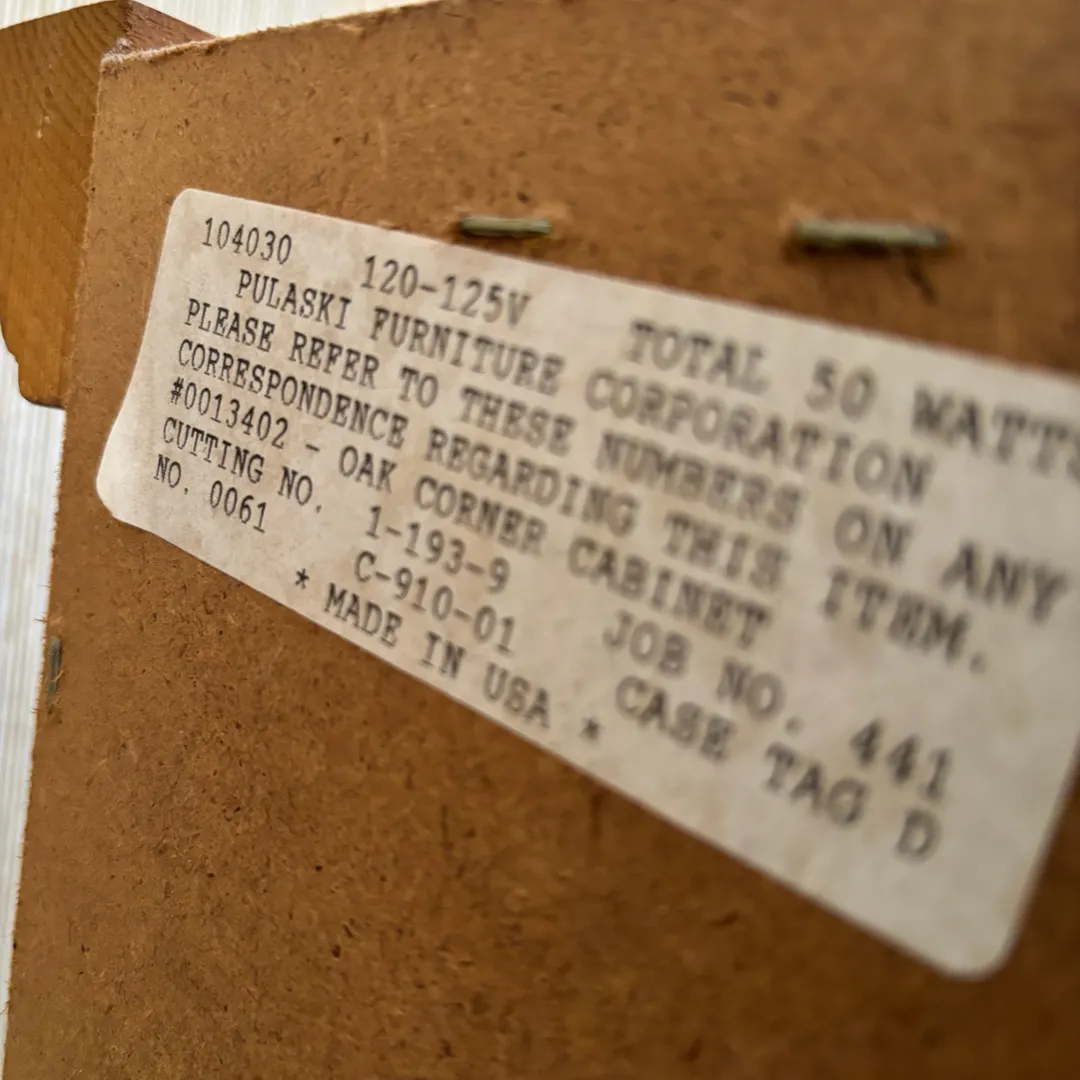 104030 120-125V TOTAL 50 WATTS
PULASKI FURNITURE CORPORATION
PLEASE REFER TO THESE NUMBERS ON ANY
CORRESPONDENCE REGARDING THIS ITEM.
#0013402 - OAK CORNER CABINET
CUTTING NO. 1-193-9 JOB NO. 441
NO. 0061 C-910-01 CASE TAG D
* MADE IN USA *